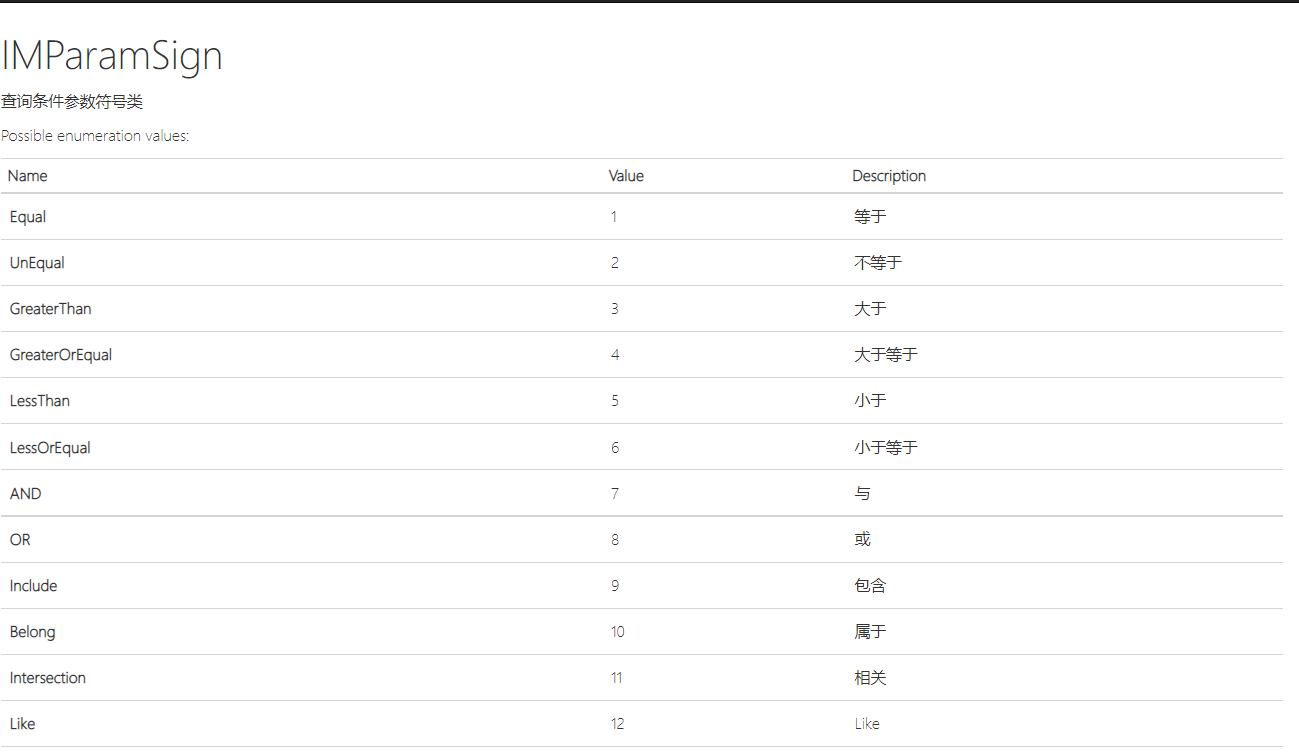 IMParamSign
查询条件参数符号类
Possible enumeration values:
Name Value Description
Equal 1 等于
UnEqual 2 不等于
GreaterThan 3 大于
GreaterOrEqual 4 大于等于
LessThan 5 小于
LessOrEqual 6 小于等于
AND 7 与
OR 8 或
Include 9 包含
Belong 10 属于
Intersection 11 相关
Like 12 Like